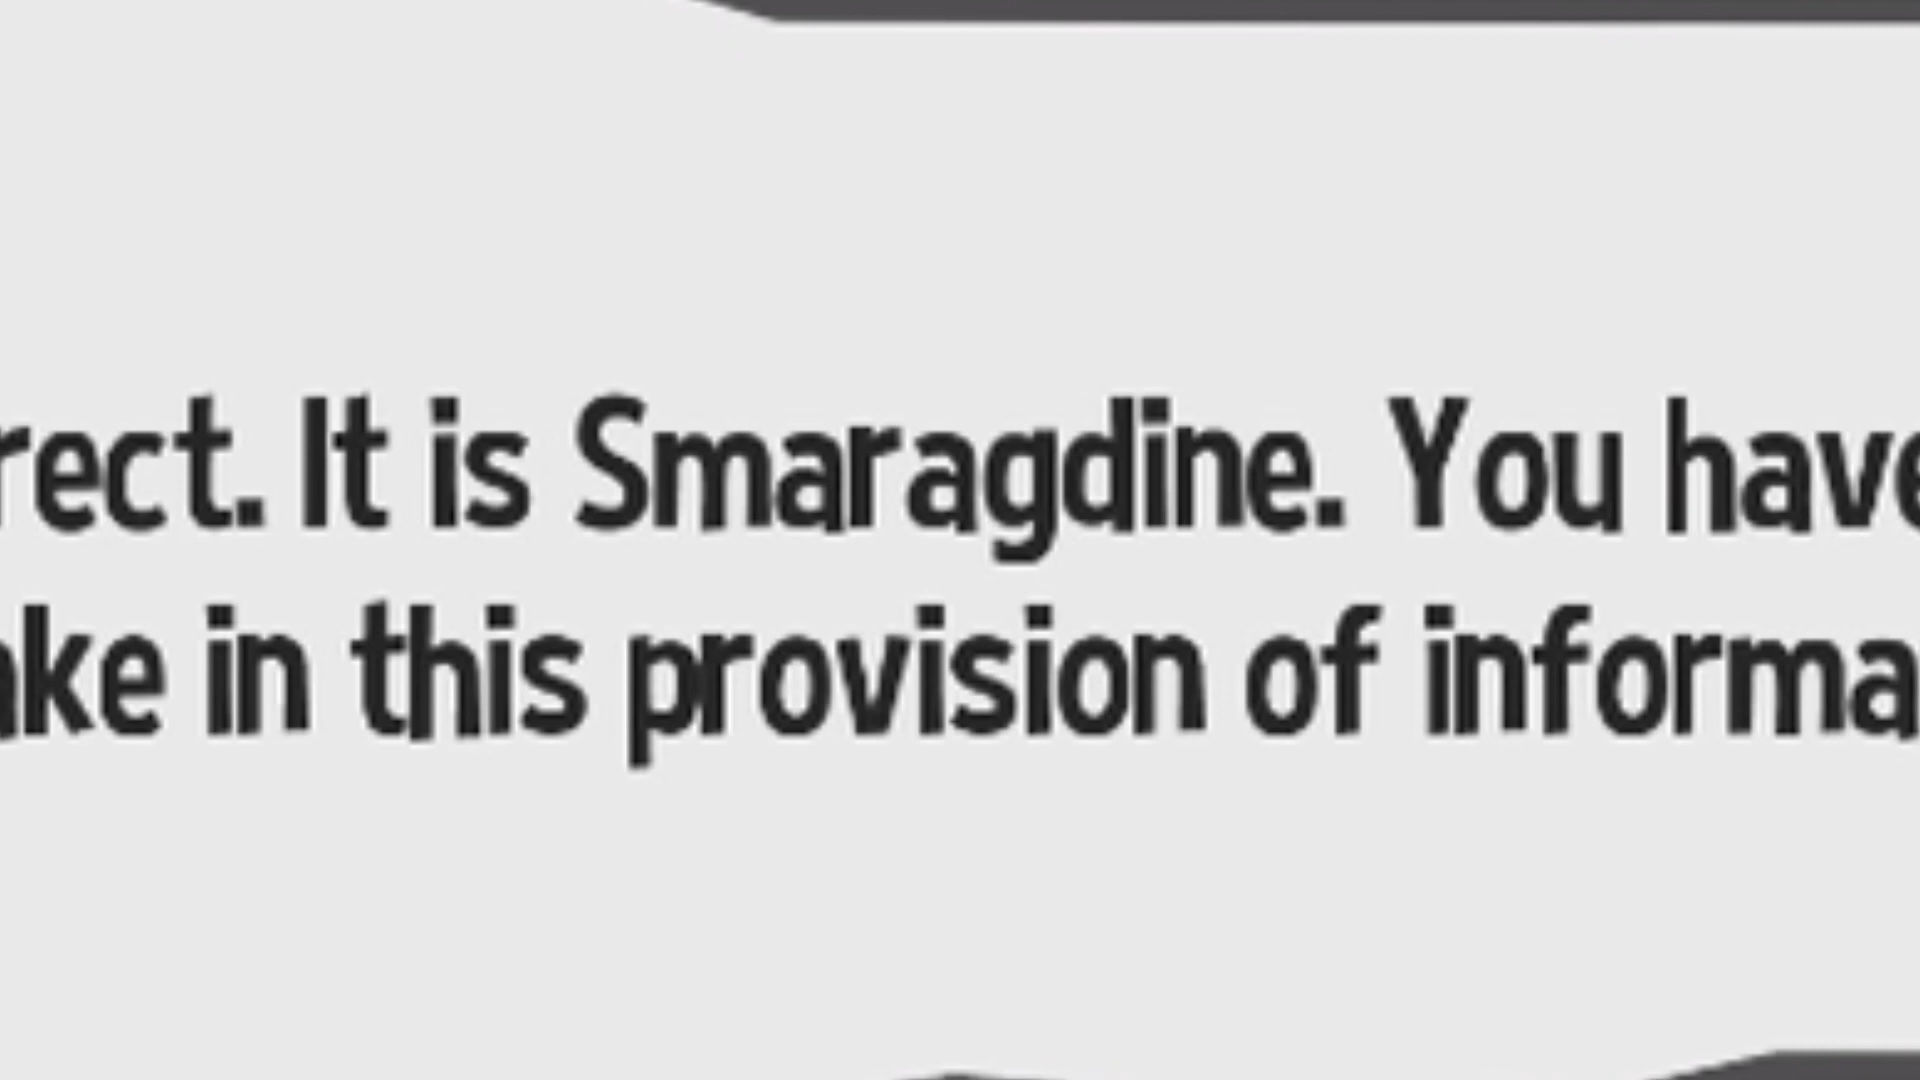 rect. It is Smaragdine. You have
ake in this provision of informa